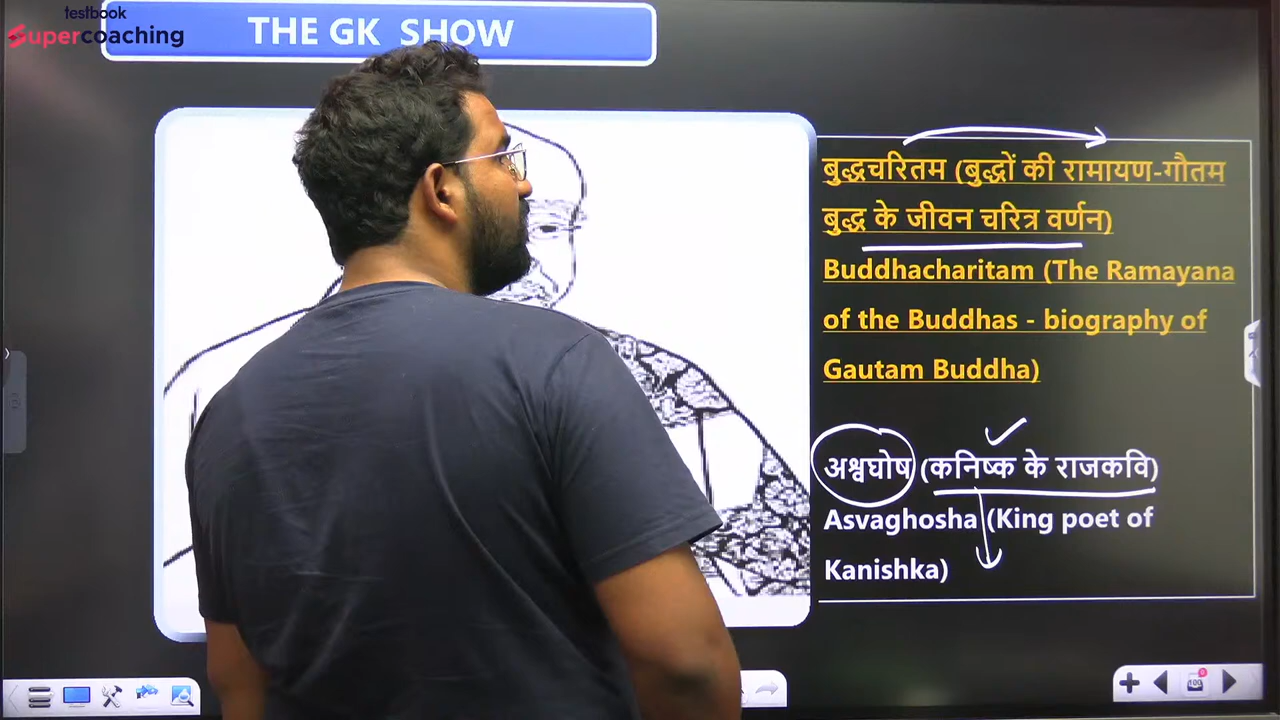 testbook
Supercoaching
THE GK SHOW
बुद्धचरितम (बुद्धों की रामायण-गौतम
बुद्ध के जीवन चरित्र वर्णन)
Buddhacharitam (The Ramayana
of the Buddhas - biography of
Gautam Buddha)
अश्वघोष (कनिष्क के राजकवि)
Asvaghosha (King poet of
Kanishka)